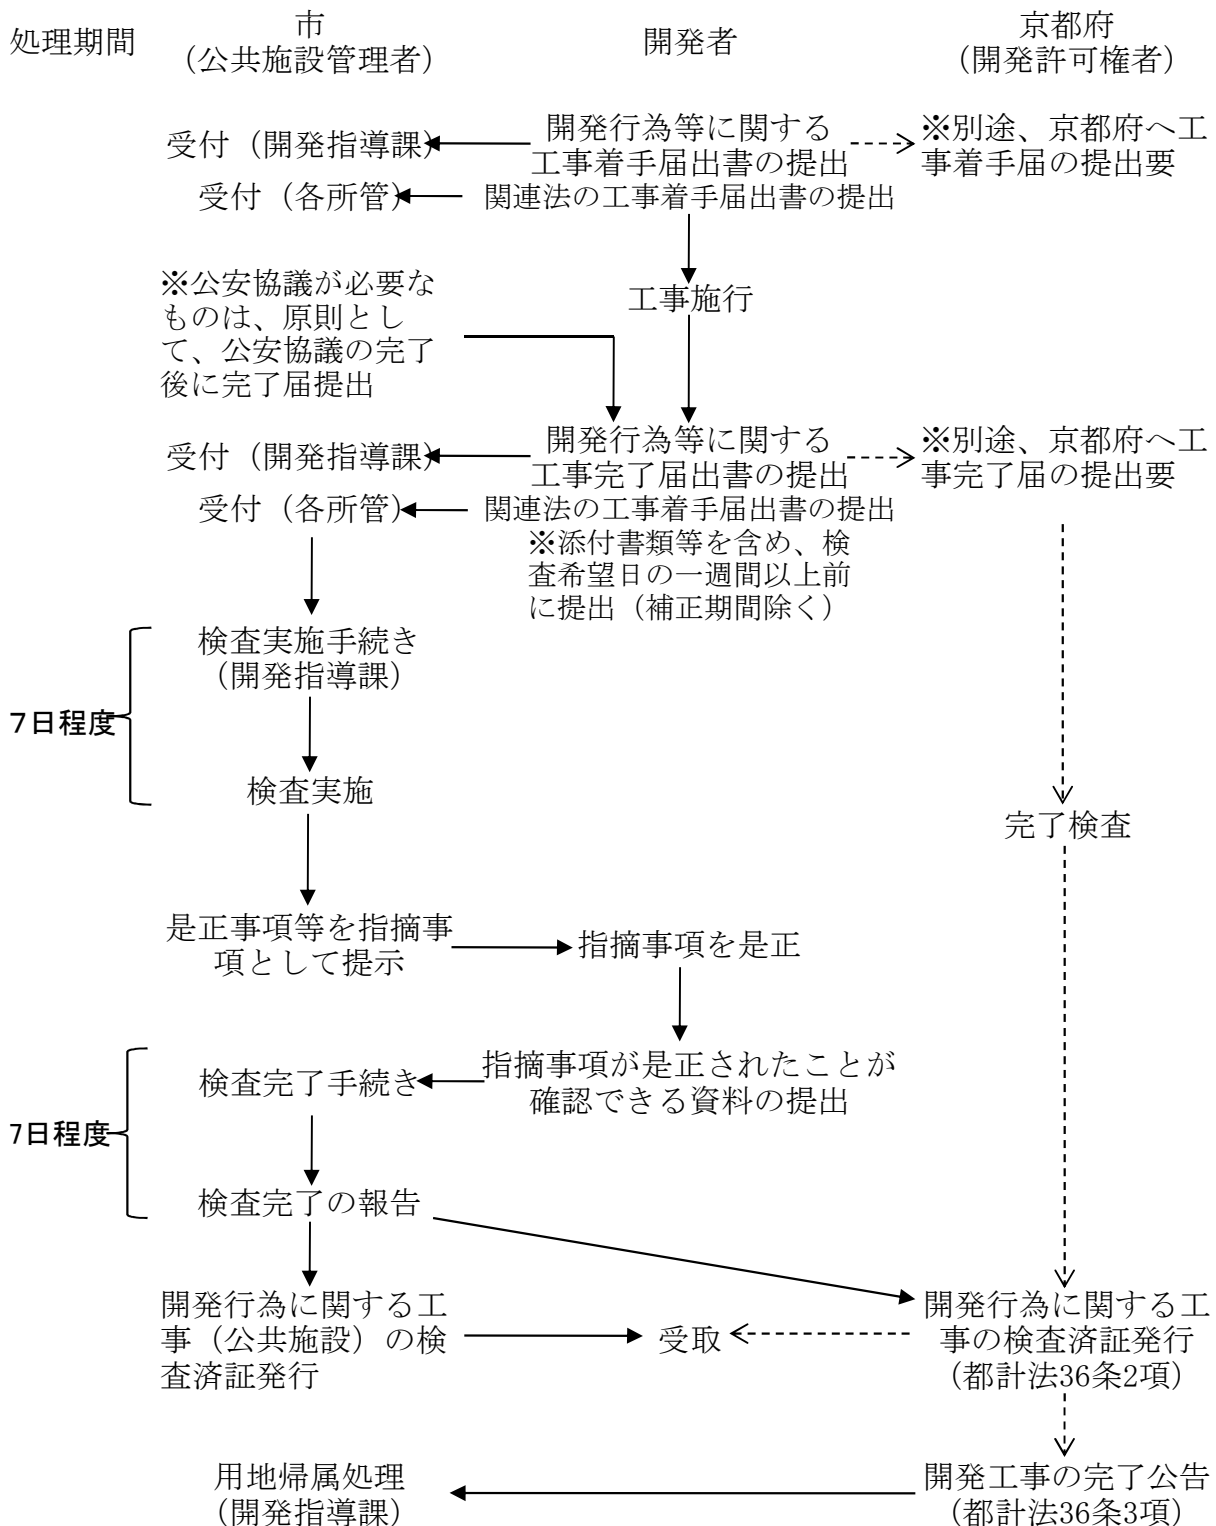 処理期間
市
（公共施設管理者）
開発者
京都府
（開発許可権者）
受付（開発指導課）
開発行為等に関する
工事着手届出書の提出
※別途、京都府へ工
事着手届の提出要
受付（各所管）
関連法の工事着手届出書の提出
※公安協議が必要な
ものは、原則とし
て、公安協議の完了
後に完了届提出
工事施行
受付（開発指導課）
開発行為等に関する
工事完了届出書の提出
※別途、京都府へ工
事完了届の提出要
受付（各所管）
関連法の工事着手届出書の提出
※添付書類等を含め、検
査希望日の一週間以上前
に提出（補正期間除く）
検査実施手続き
（開発指導課）
7日程度
検査実施
完了検査
是正事項等を指摘事
項として提示
指摘事項を是正
検査完了手続き
指摘事項が是正されたことが
確認できる資料の提出
7日程度
検査完了の報告
開発行為に関する工
事（公共施設）の検
査済証発行
受取
開発行為に関する工
事の検査済証発行
（都計法36条2項）
用地帰属処理
（開発指導課）
開発工事の完了公告
（都計法36条3項）